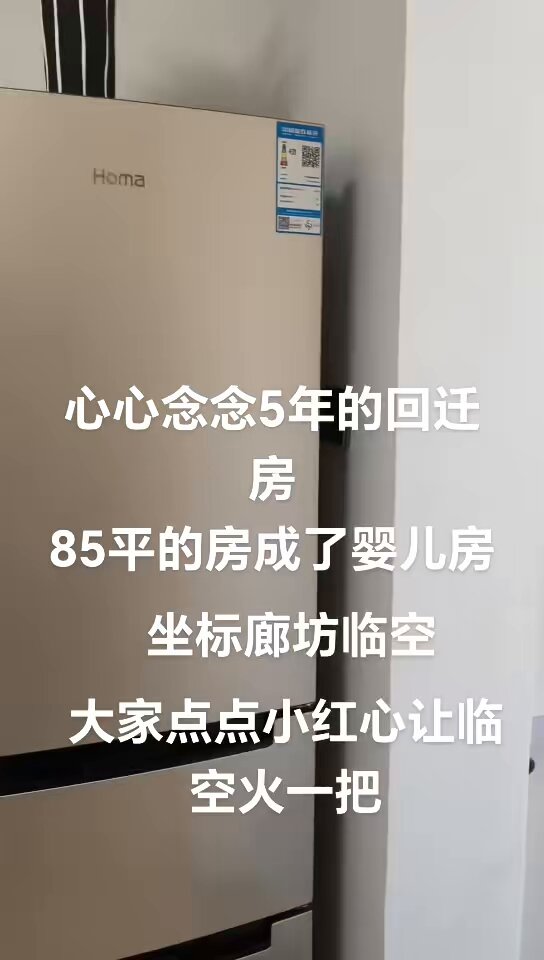 Homa
心心念念5年的回迁
房
85平的房成了婴儿房
坐标廊坊临空
大家点点小红心让临
空火一把